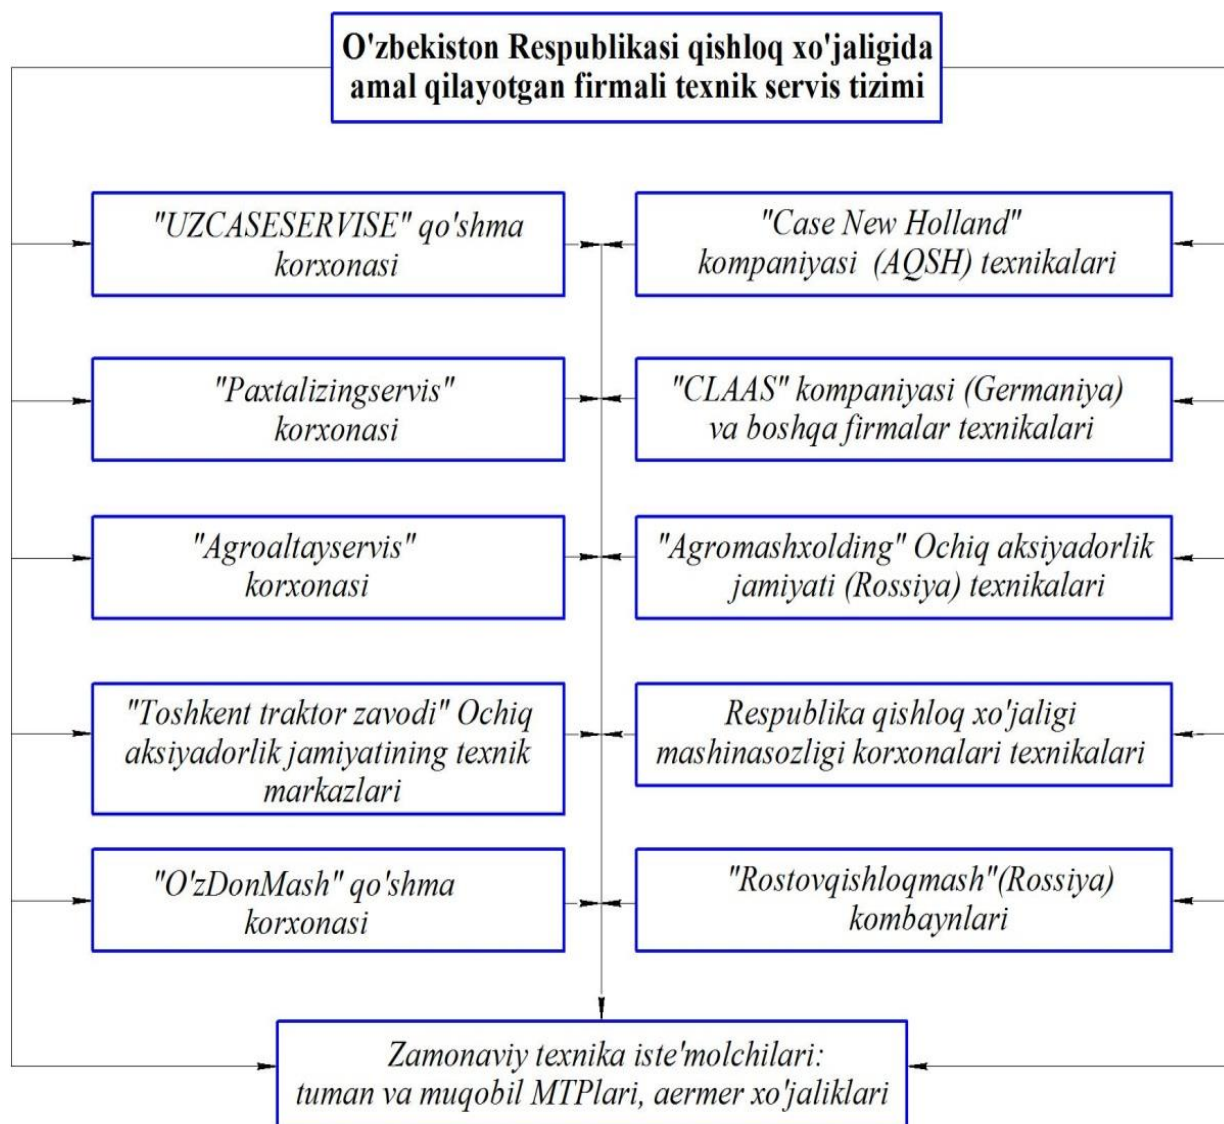 O'zbekiston Respublikasi qishloq xo'jaligida
amal qilayotgan firmali texnik servis tizimi
"UZCASESERVISE" qo'shma
korxonasi
"Case New Holland"
kompaniyasi (AQSH) texnikalari
"Paxtalizingservis"
korxonasi
"CLAAS" kompaniyasi (Germaniya)
va boshqa firmalar texnikalari
"Agroaltayservis"
korxonasi
"Agromashxolding" Ochiq aksiyadorlik
jamiyati (Rossiya) texnikalari
"Toshkent traktor zavodi" Ochiq
aksiyadorlik jamiyatining texnik
markazlari
Respublika qishloq xo'jaligi
mashinasozligi korxonalari texnikalari
"O'zDonMash" qo'shma
korxonasi
"Rostovqishloqmash"(Rossiya)
kombaynlari
Zamonaviy texnika iste'molchilari:
tuman va muqobil MTPlari, aermer xo'jaliklari